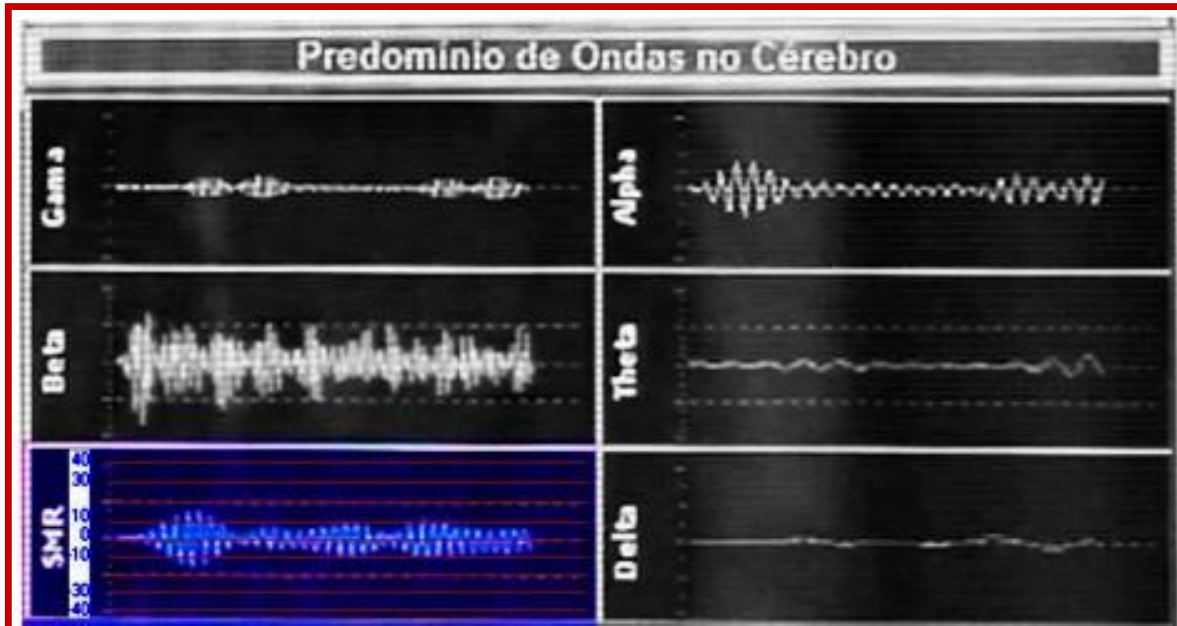 Predomínio de Ondas no Cérebro
Gama
Alpha
Beta
Theta
SMR
40
30
10
0
-10
30
40
Delta